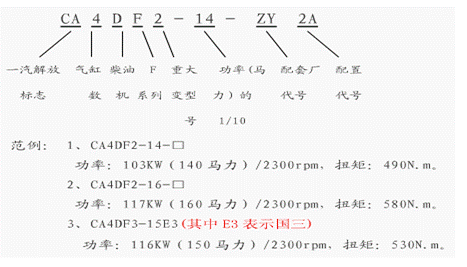 CA 4 D F 2 - 14 - ZY 2A
一汽解放 气缸 柴油 F 重大 功率(马 配套厂 配置
标志 数 机 系列 变型 力)的 代号 代号
号 1/10
范例: 1、CA4DF2-14-□
功率: 103KW(140马力)/2300rpm, 扭矩: 490N.m。
2、CA4DF2-16-□
功率: 117KW(160马力)/2300rpm, 扭矩: 580N.m。
3、CA4DF3-15E3(其中E3表示国三)
功率: 116KW(150马力)/2300rpm, 扭矩: 530N.m。